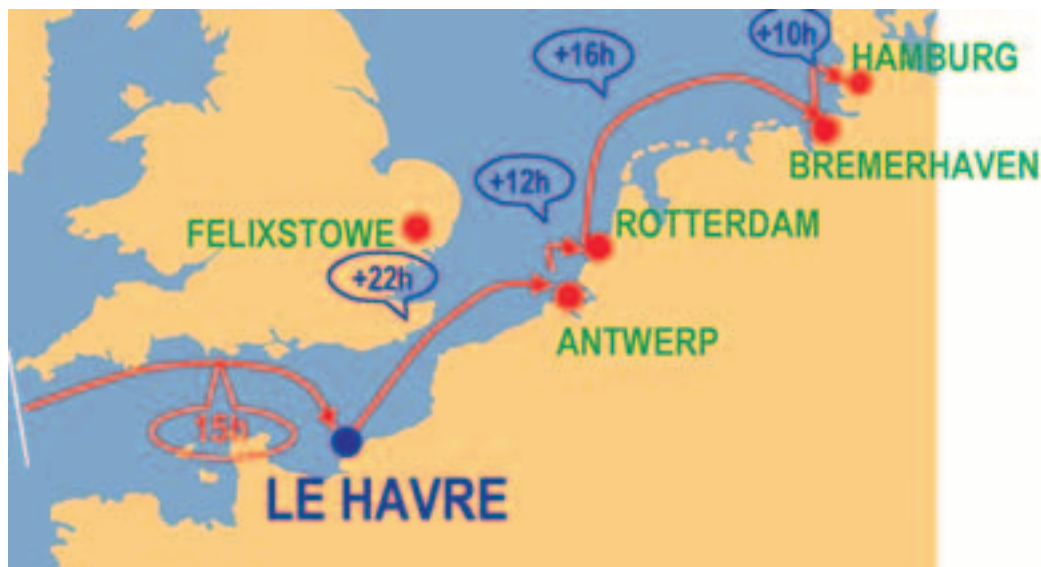 +16h
+10h
HAMBURG
BREMERHAVEN
+12h
FELIXSTOWE
ROTTERDAM
+22h
ANTWERP
15h
LE HAVRE